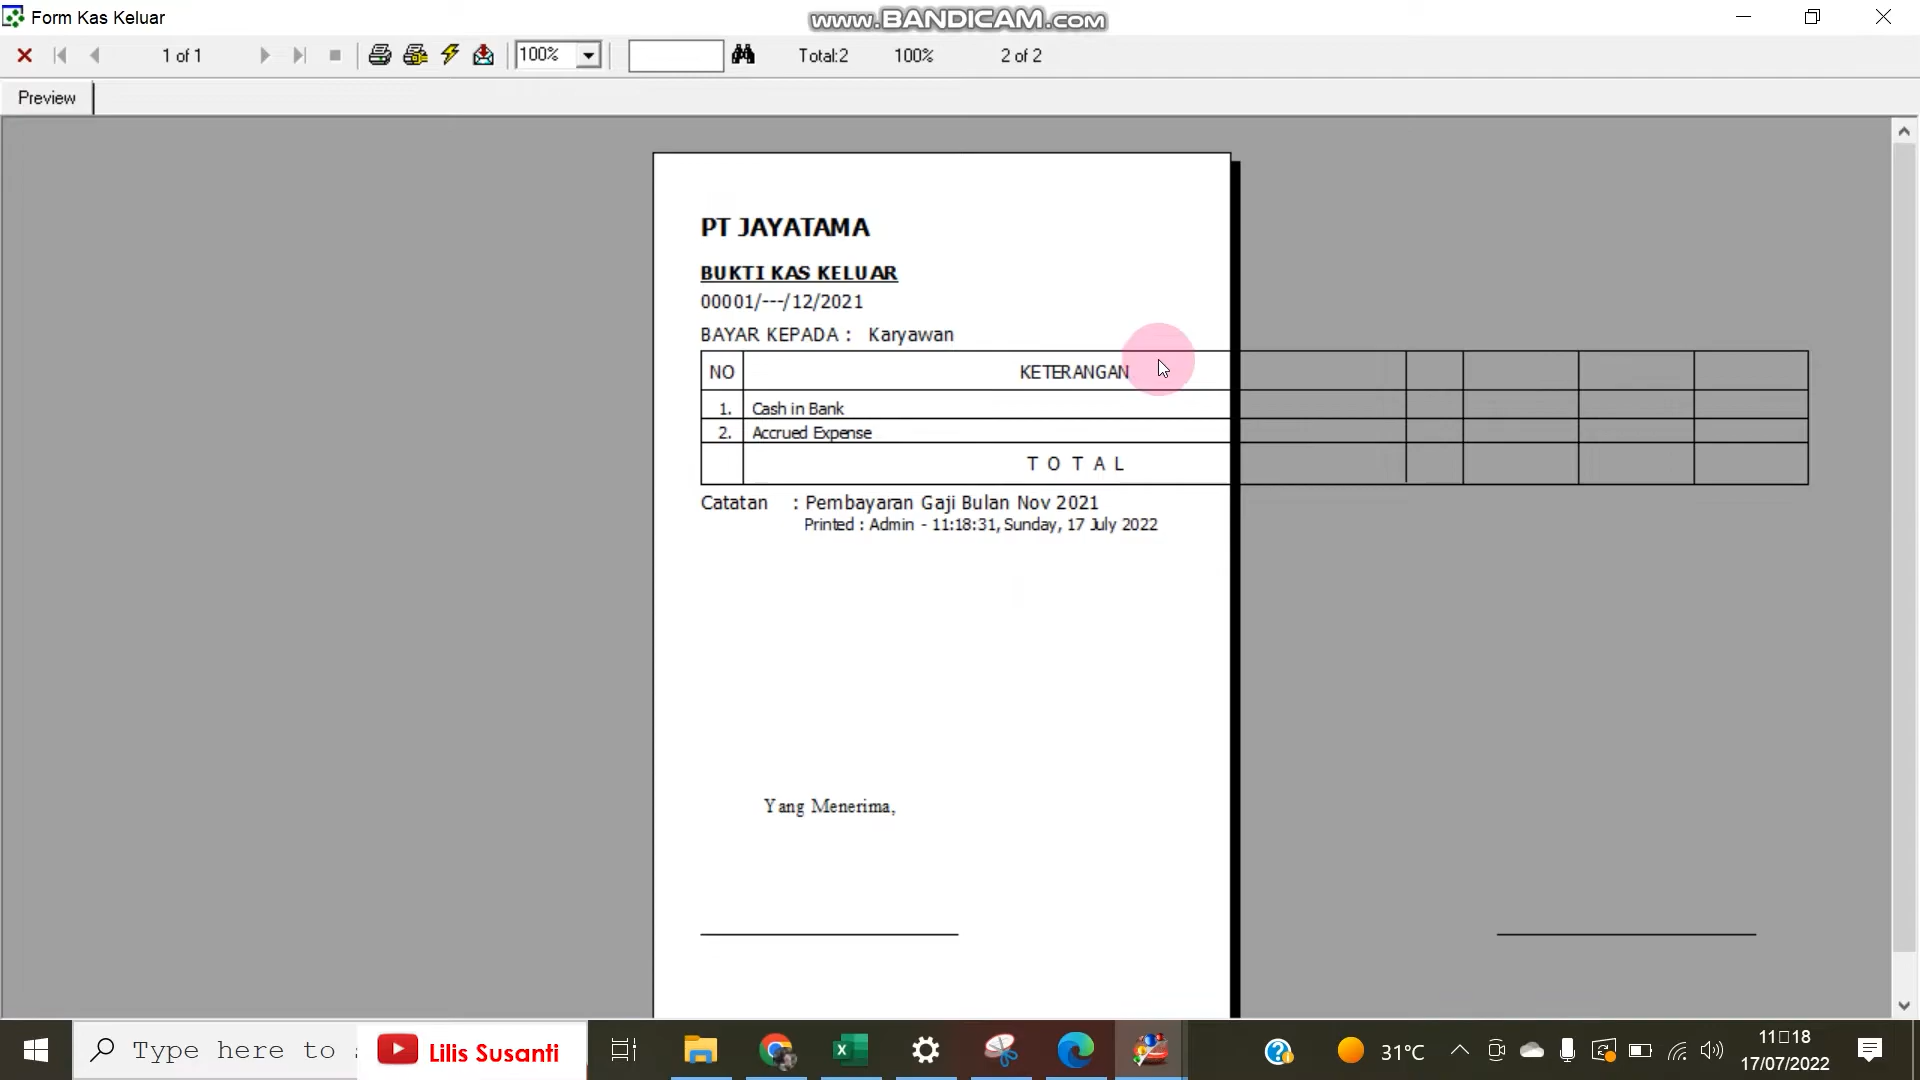 Form Kas Keluar
www.BANDICAM.com
1 of 1
100%
Total:2
100%
2 of 2
Preview
PT JAYATAMA
BUKTI KAS KELUAR
00001/---/12/2021
BAYAR KEPADA : Karyawan
NO KETERANGAN
1. Cash in Bank
2. Accrued Expense
T O T A L
Catatan : Pembayaran Gaji Bulan Nov 2021
Printed : Admin - 11:18:31, Sunday, 17 July 2022
Yang Menerima,
Type here to
Lilis Susanti
31°C
11□18
17/07/2022